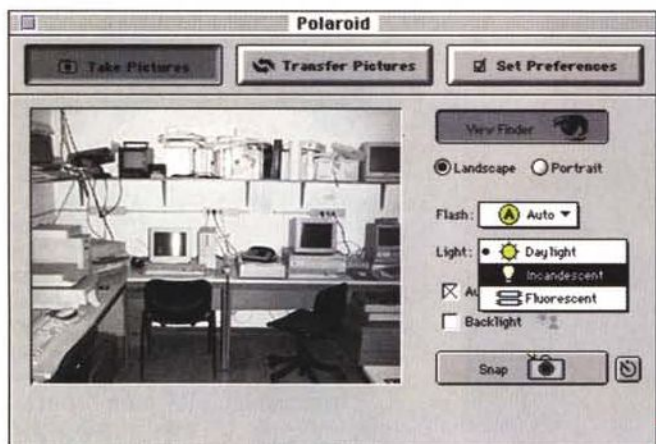 Polaroid
Take Pictures
Transfer Pictures
Set Preferences
View Finder
Landscape Portrait
Flash: Auto
Light: Daylight
Incandescent
Au
Fluorescent
Backlight
Snap